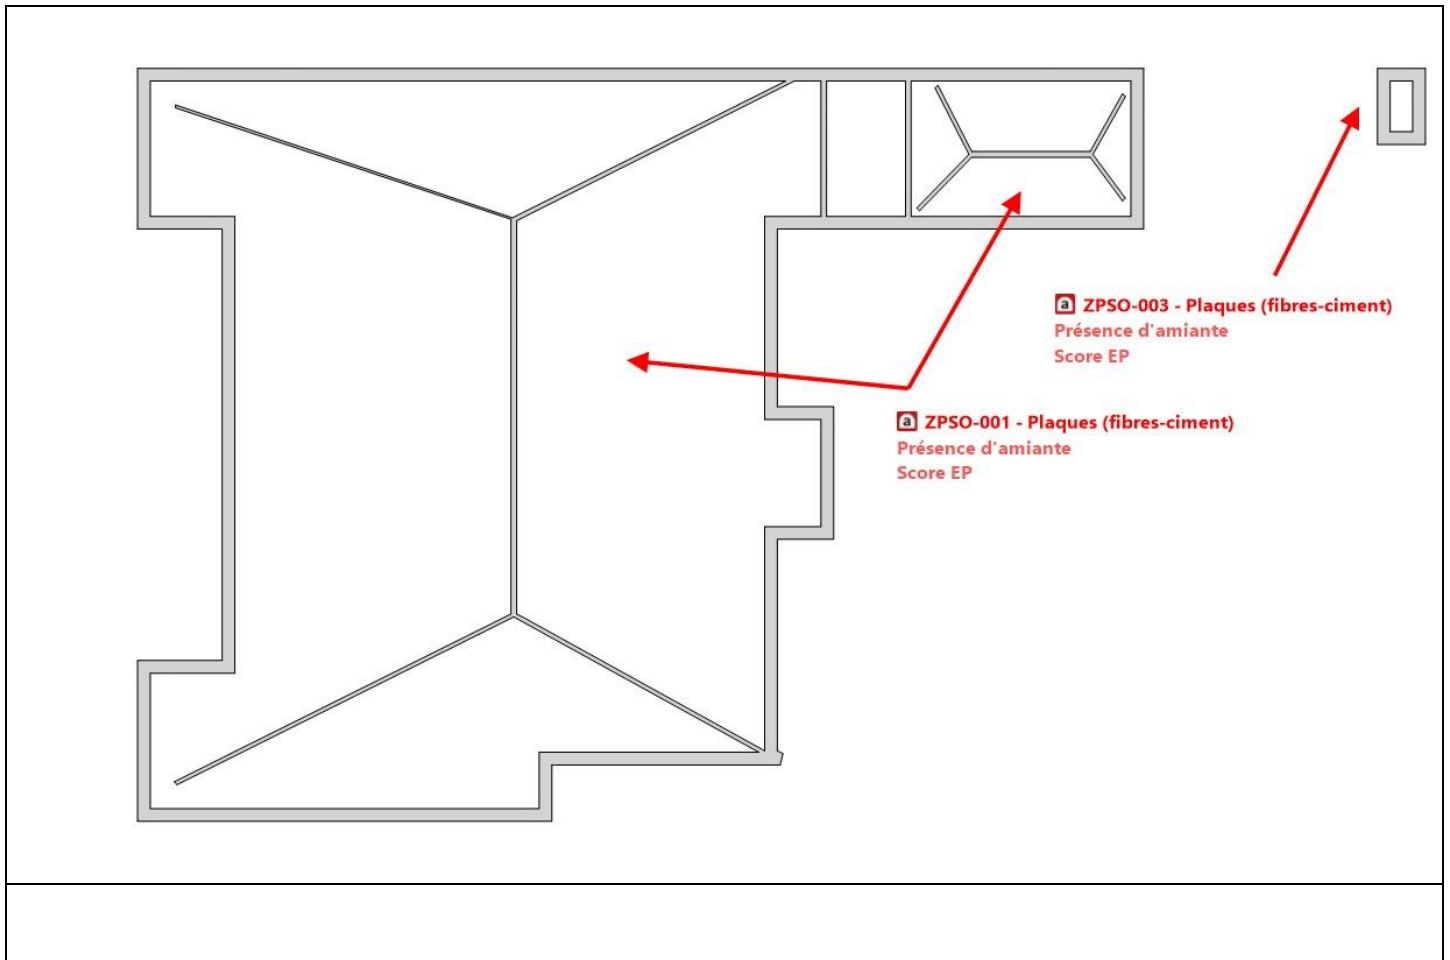 a ZPSO-003 - Plaques (fibres-ciment)
Présence d'amiante
Score EP
a ZPSO-001 - Plaques (fibres-ciment)
Présence d'amiante
Score EP